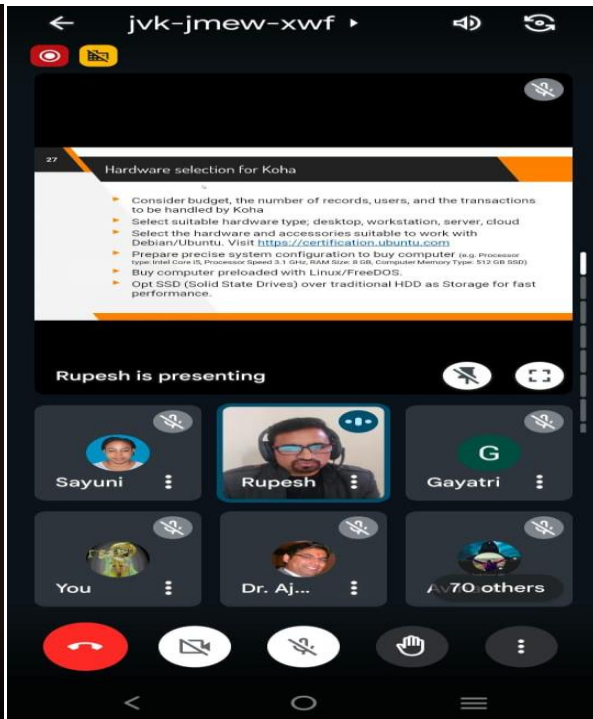 jvk-jmew-xwf
27
Hardware selection for Koha
Consider budget, the number of records, users, and the transactions
to be handled by Koha
Select suitable hardware type; desktop, workstation, server, cloud
Select the hardware and accessories suitable to work with
Debian/Ubuntu. Visit https://certification.ubuntu.com
Prepare precise system configuration to buy computer (e.g. Processor
type: Intel Core I5, Processor Speed 3.1 GHz, RAM Size: 8 GB, Computer Memory Type: 512 GB SSD)
Buy computer preloaded with Linux/FreeDOS.
Opt SSD (Solid State Drives) over traditional HDD as Storage for fast
performance.
Rupesh is presenting
Sayuni
Rupesh
G
Gayatri
You
Dr. Aj...
70 others